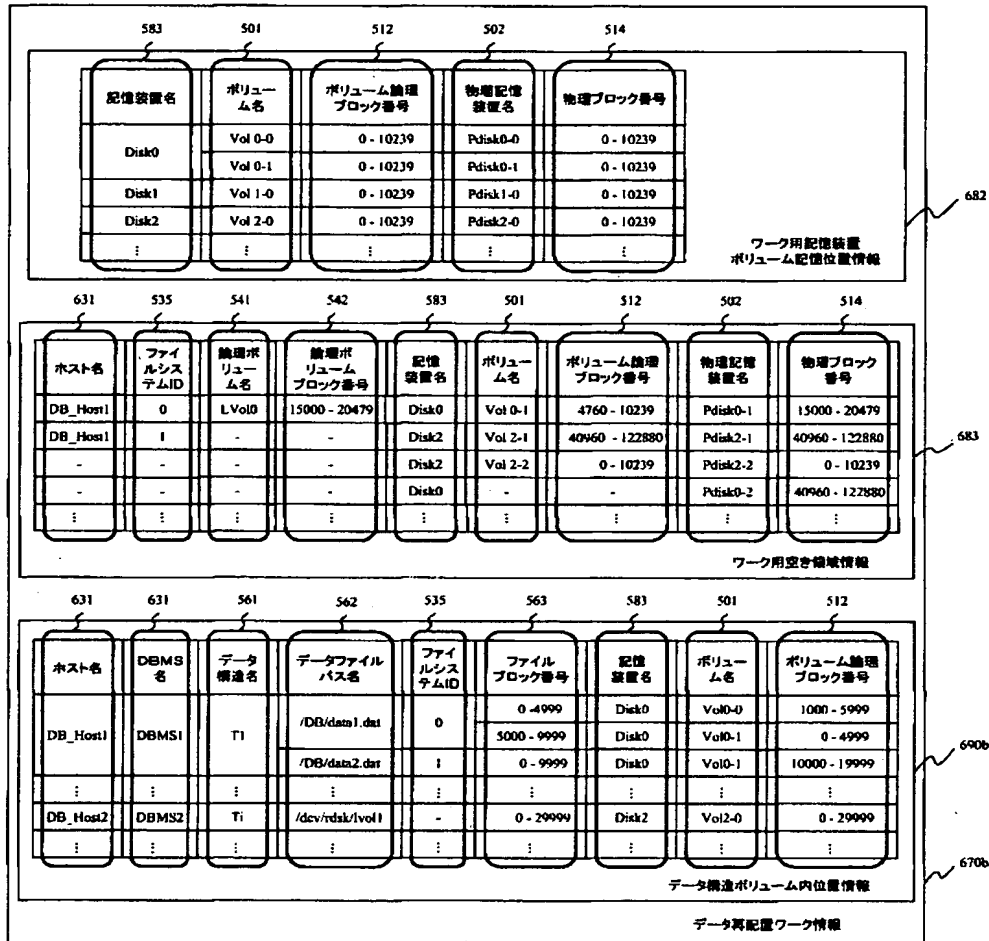 583 501 512 502 514
記憶装置名 ボリューム名 ボリューム論理ブロック番号 物理記憶装置名 物理ブロック番号
Disk0 Vol 0-0 0 - 10239 Pdisk0-0 0 - 10239
Vol 0-1 0 - 10239 Pdisk0-1 0 - 10239
Disk1 Vol 1-0 0 - 10239 Pdisk1-0 0 - 10239
Disk2 Vol 2-0 0 - 10239 Pdisk2-0 0 - 10239
⋮ ⋮ ⋮ ⋮ ⋮
682
ワーク用記憶装置
ボリューム記憶位置情報
631 535 541 542 583 501 512 502 514
ホスト名 ファイルシステムID 論理ボリューム名 論理ボリュームブロック番号 記憶装置名 ボリューム名 ボリューム論理ブロック番号 物理記憶装置名 物理ブロック番号
DB_Host1 0 LVol0 15000 - 20479 Disk0 Vol 0-1 4760 - 10239 Pdisk0-1 15000 - 20479
DB_Host1 1 - - Disk2 Vol 2-1 40960 - 122880 Pdisk2-1 40960 - 122880
- - - - Disk2 Vol 2-2 0 - 10239 Pdisk2-2 0 - 10239
- - - - Disk0 - - Pdisk0-2 40960 - 122880
⋮ ⋮ ⋮ ⋮ ⋮ ⋮ ⋮ ⋮ ⋮
683
ワーク用空き領域情報
631 631 561 562 535 563 583 501 512
ホスト名 DBMS名 データ構造名 データファイルパス名 ファイルシステムID ファイルブロック番号 記憶装置名 ボリューム名 ボリューム論理ブロック番号
DB_Host1 DBMS1 T1 /DB/data1.dat 0 0 -4999 Disk0 Vol0-0 1000 - 5999
5000 - 9999 Disk0 Vol0-1 0 - 4999
/DB/data2.dat 1 0 - 9999 Disk0 Vol0-1 10000 - 19999
⋮ ⋮ ⋮ ⋮ ⋮ ⋮ ⋮ ⋮ ⋮
DB_Host2 DBMS2 Ti /dev/rdsk/lvol1 - 0 - 29999 Disk2 Vol2-0 0 - 29999
⋮ ⋮ ⋮ ⋮ ⋮ ⋮ ⋮ ⋮ ⋮
690b
データ構造ボリューム内位置情報
670b
データ再配置ワーク情報